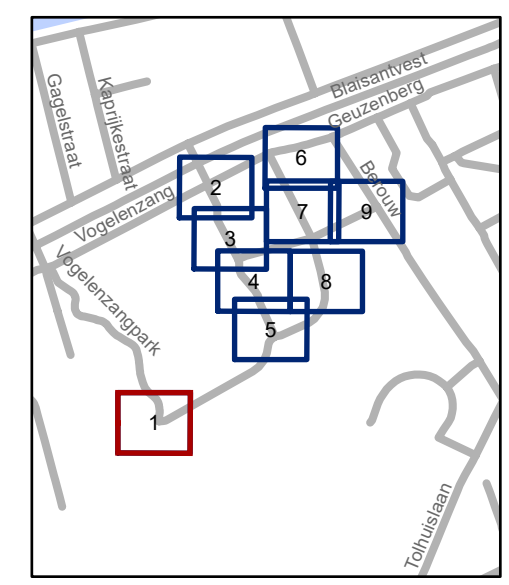 Blaisantvest
Geuzenberg
Gagelstraat
Kaprijkestraat
Berouw
Vogelenzang
Vogelenzangpark
Tolhuislaan
6
2
7
9
3
4
8
5
1